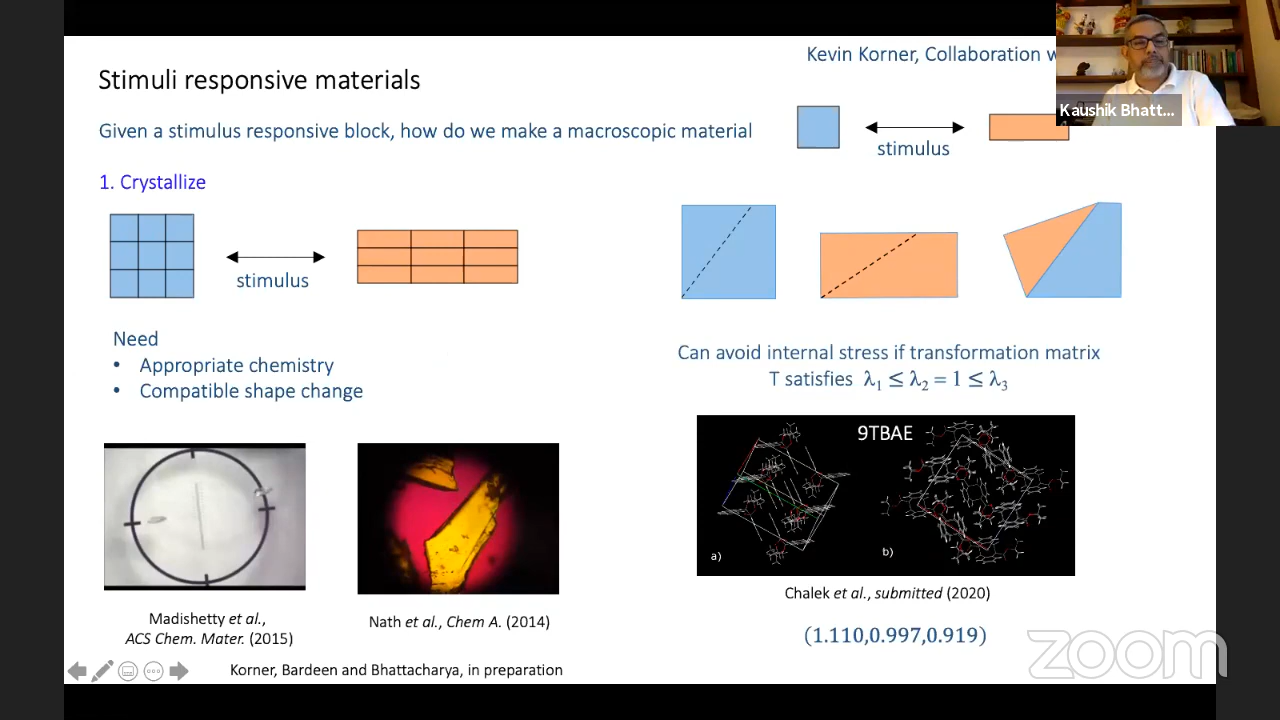 Kevin Korner, Collaboration w
Kaushik Bhatt...
Stimuli responsive materials
Given a stimulus responsive block, how do we make a macroscopic material
stimulus
1. Crystallize
stimulus
Need
• Appropriate chemistry
• Compatible shape change
Can avoid internal stress if transformation matrix
T satisfies λ₁ ≤ λ₂ = 1 ≤ λ₃
9TBAE
a)
b)
Madishetty et al.,
ACS Chem. Mater. (2015)
Nath et al., Chem A. (2014)
Chalek et al., submitted (2020)
(1.110,0.997,0.919)
Korner, Bardeen and Bhattacharya, in preparation
zoom